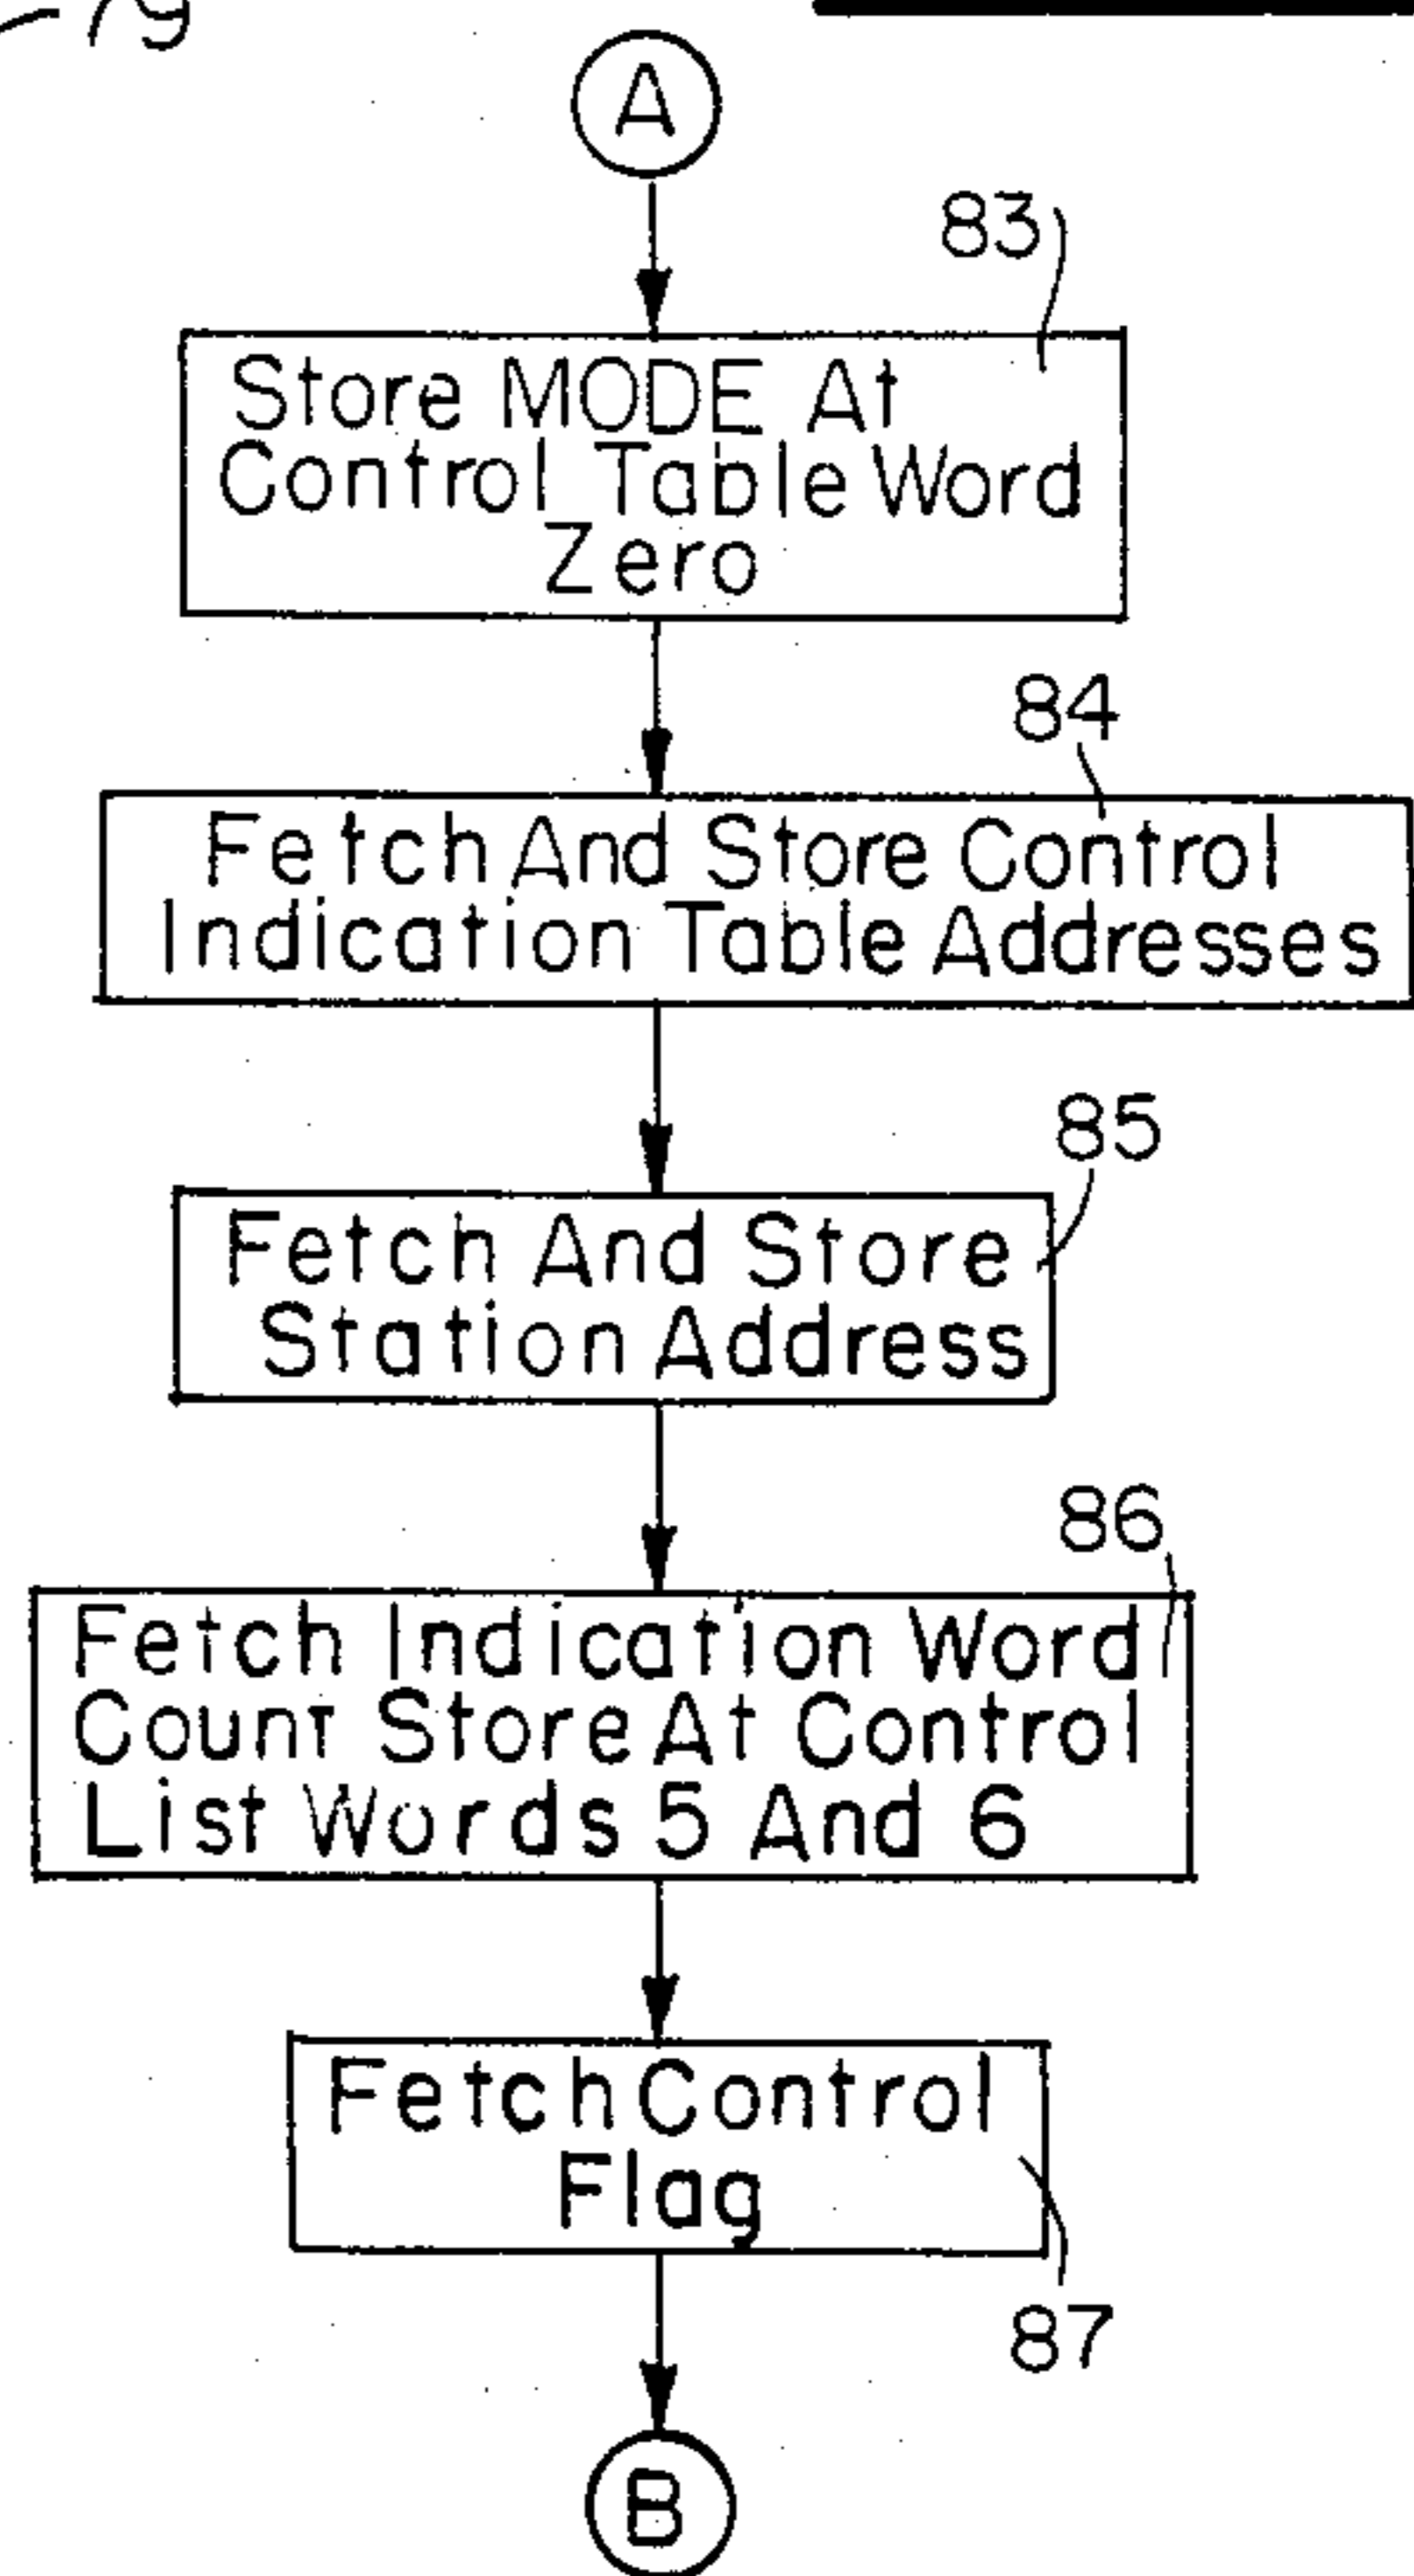 79
A
83
Store MODE At
Control Table Word
Zero
84
Fetch And Store Control
Indication Table Addresses
85
Fetch And Store
Station Address
86
Fetch Indication Word
Count Store At Control
List Words 5 And 6
Fetch Control
Flag
87
B